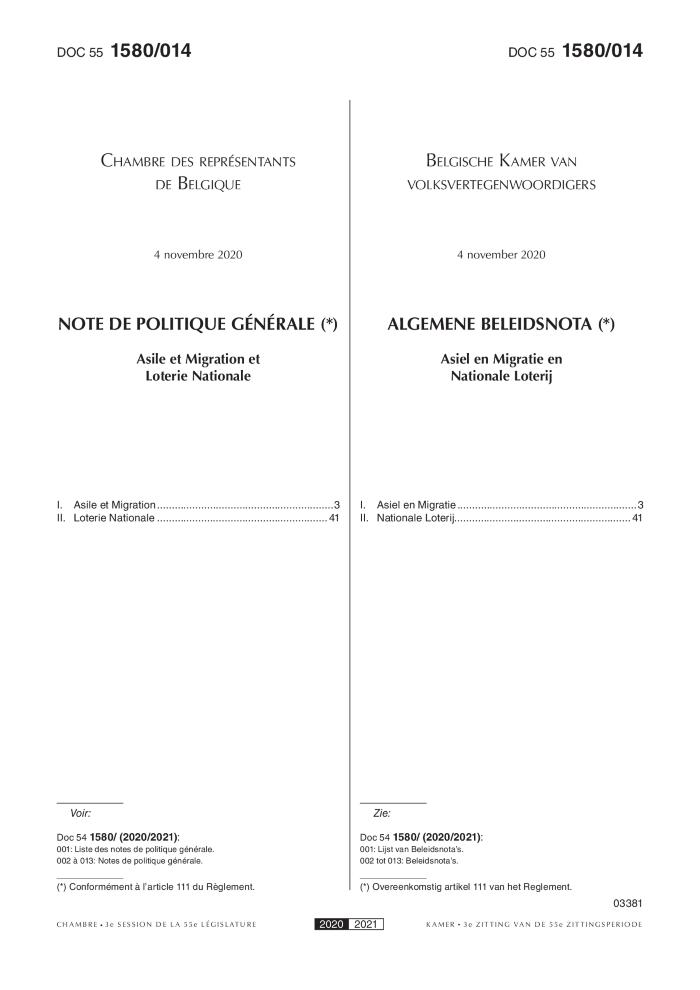 DOC 55 1580/014
DOC 55 1580/014
CHAMBRE DES REPRÉSENTANTS
DE BELGIQUE
4 novembre 2020
NOTE DE POLITIQUE GÉNÉRALE (*)
Asile et Migration et
Loterie Nationale
I. Asile et Migration............................................................3
II. Loterie Nationale .......................................................... 41
Voir:
Doc 54 1580/ (2020/2021):
001: Liste des notes de politique générale.
002 à 013: Notes de politique générale.
(*) Conformément à l'article 111 du Règlement.
BELGISCHE KAMER VAN
VOLKSVERTEGENWOORDIGERS
4 november 2020
ALGEMENE BELEIDSNOTA (*)
Asiel en Migratie en
Nationale Loterij
I. Asiel en Migratie.............................................................3
II. Nationale Loterij............................................................ 41
Zie:
Doc 54 1580/ (2020/2021):
001: Lijst van Beleidsnota's.
002 tot 013: Beleidsnota's.
(*) Overeenkomstig artikel 111 van het Reglement.
03381
CHAMBRE • 3e SESSION DE LA 55e LÉGISLATURE
2020 2021
KAMER • 3e ZITTING VAN DE 55e ZITTINGSPERIODE